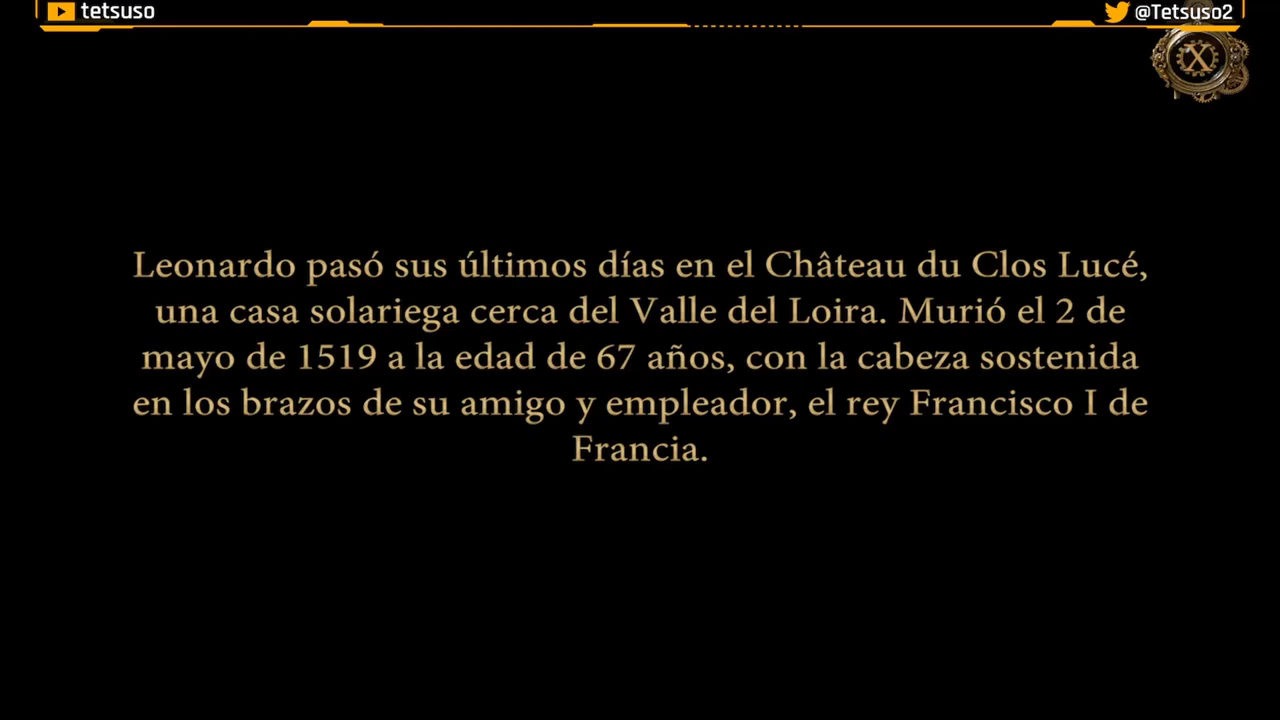 tetsuso
@Tetsuso2
X
Leonardo pasó sus últimos días en el Château du Clos Lucé,
una casa solariega cerca del Valle del Loira. Murió el 2 de
mayo de 1519 a la edad de 67 años, con la cabeza sostenida
en los brazos de su amigo y empleador, el rey Francisco I de
Francia.